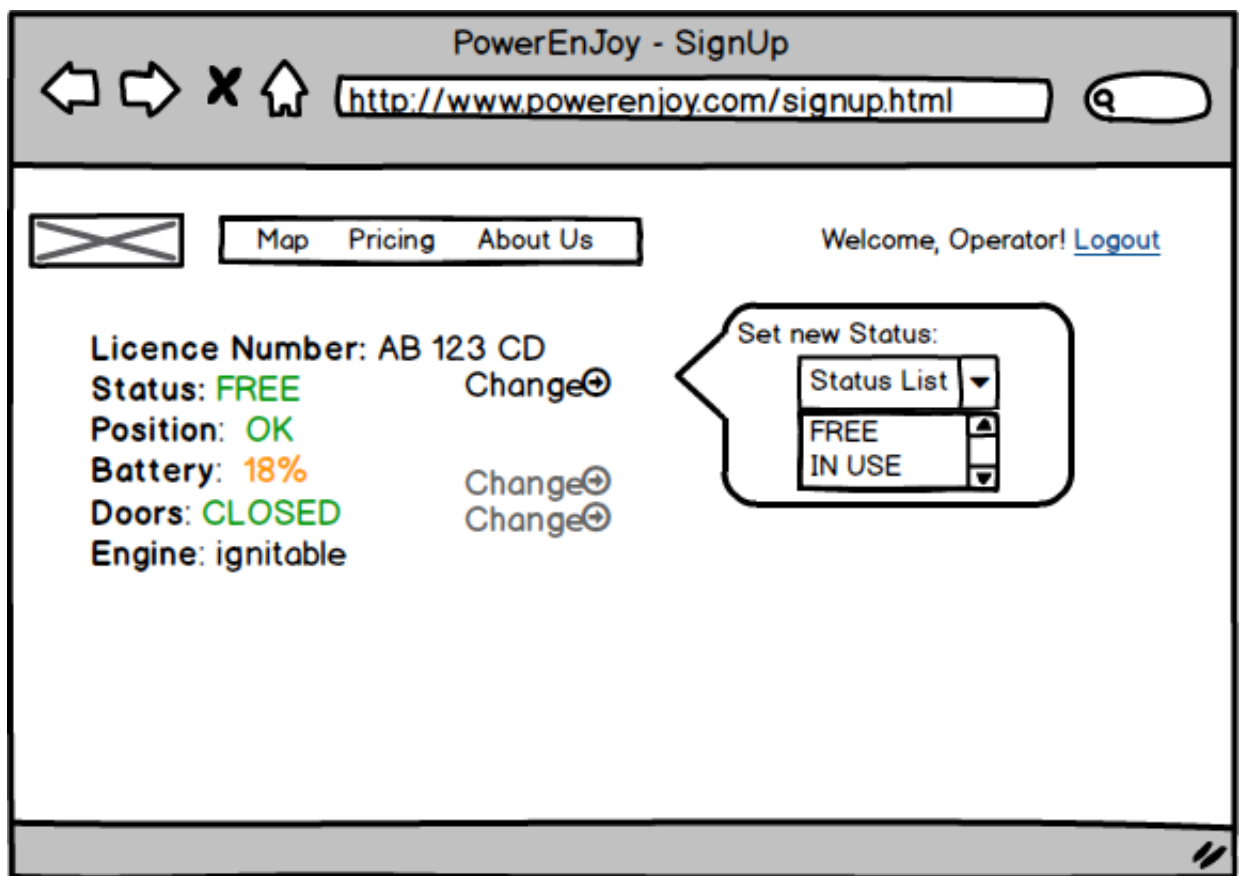 PowerEnJoy - SignUp
http://www.powerenjoy.com/signup.html
Map Pricing About Us
Welcome, Operator! Logout
Licence Number: AB 123 CD
Status: FREE Change
Position: OK
Battery: 18% Change
Doors: CLOSED Change
Engine: ignitable
Set new Status:
Status List
FREE
IN USE